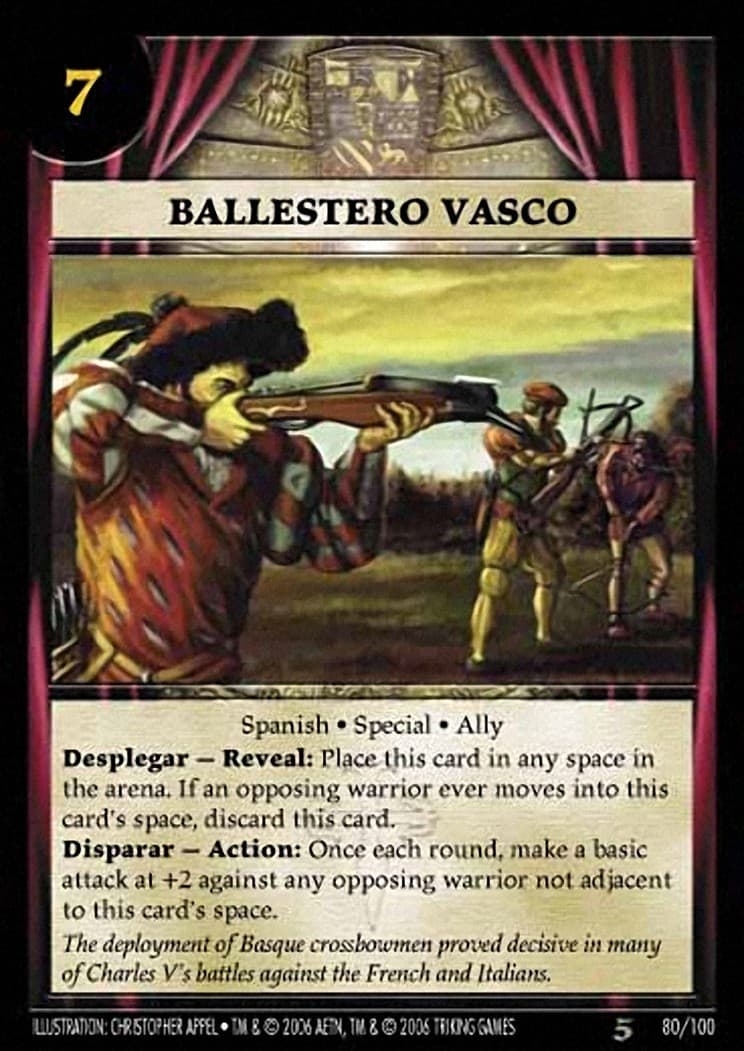 7
BALLESTERO VASCO
Spanish • Special • Ally
Desplegar – Reveal: Place this card in any space in
the arena. If an opposing warrior ever moves into this
card's space, discard this card.
Disparar – Action: Once each round, make a basic
attack at +2 against any opposing warrior not adjacent
to this card's space.
The deployment of Basque crossbowmen proved decisive in many
of Charles V's battles against the French and Italians.
ILLUSTRATION: CHRISTOPHER APPEL • TM & © 2006 AETN, TM & © 2006 TRIKING GAMES 5 80/100